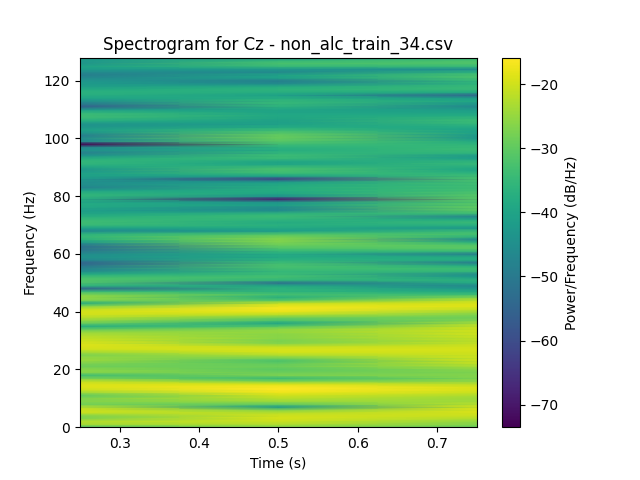 Spectrogram for Cz - non_alc_train_34.csv
120
100
80
60
40
20
0
Frequency (Hz)
0.3 0.4 0.5 0.6 0.7
Time (s)
−20
−30
−40
−50
−60
−70
Power/Frequency (dB/Hz)